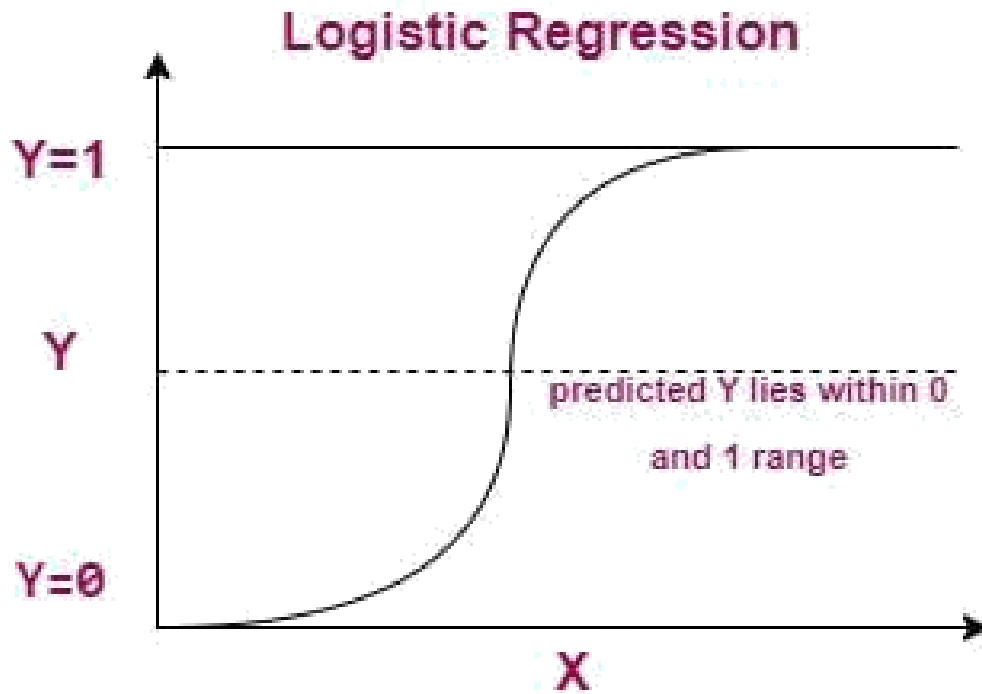 Logistic Regression
Y=1
Y
predicted Y lies within 0
and 1 range
Y=0
X